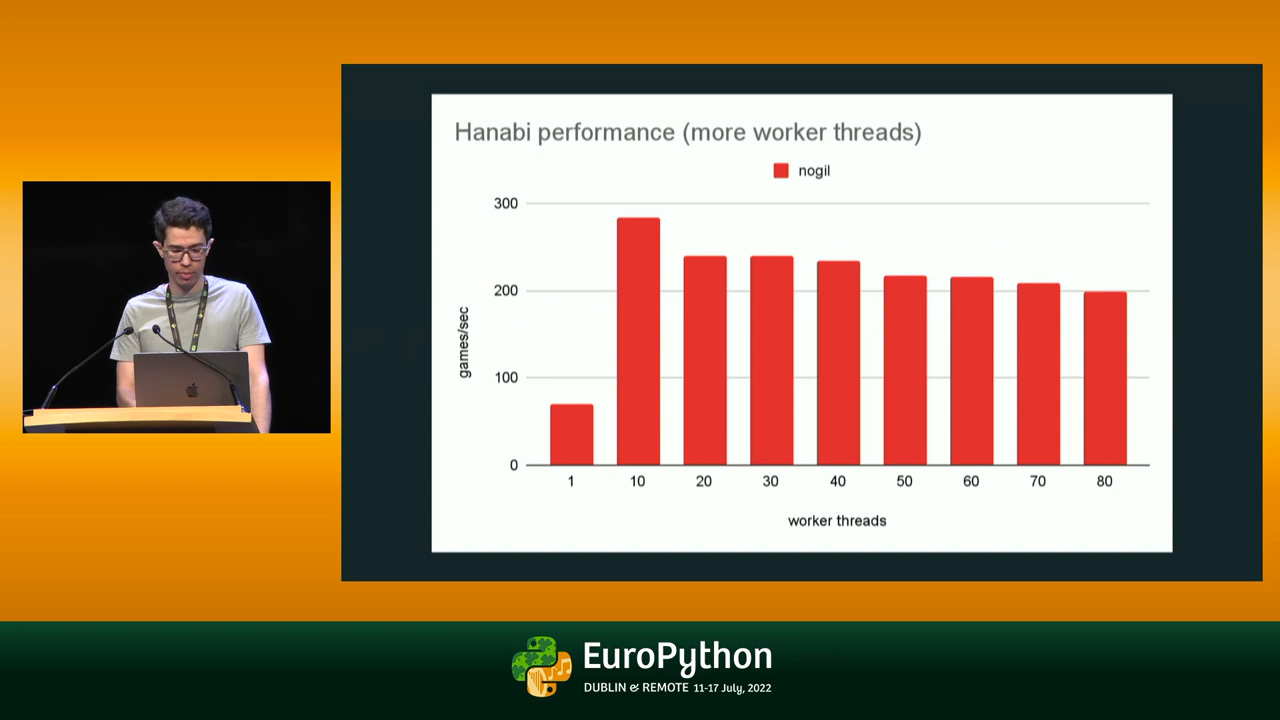 Hanabi performance (more worker threads)
nogil
300
200
100
0
games/sec
1 10 20 30 40 50 60 70 80
worker threads
EuroPython
DUBLIN & REMOTE 11-17 July, 2022